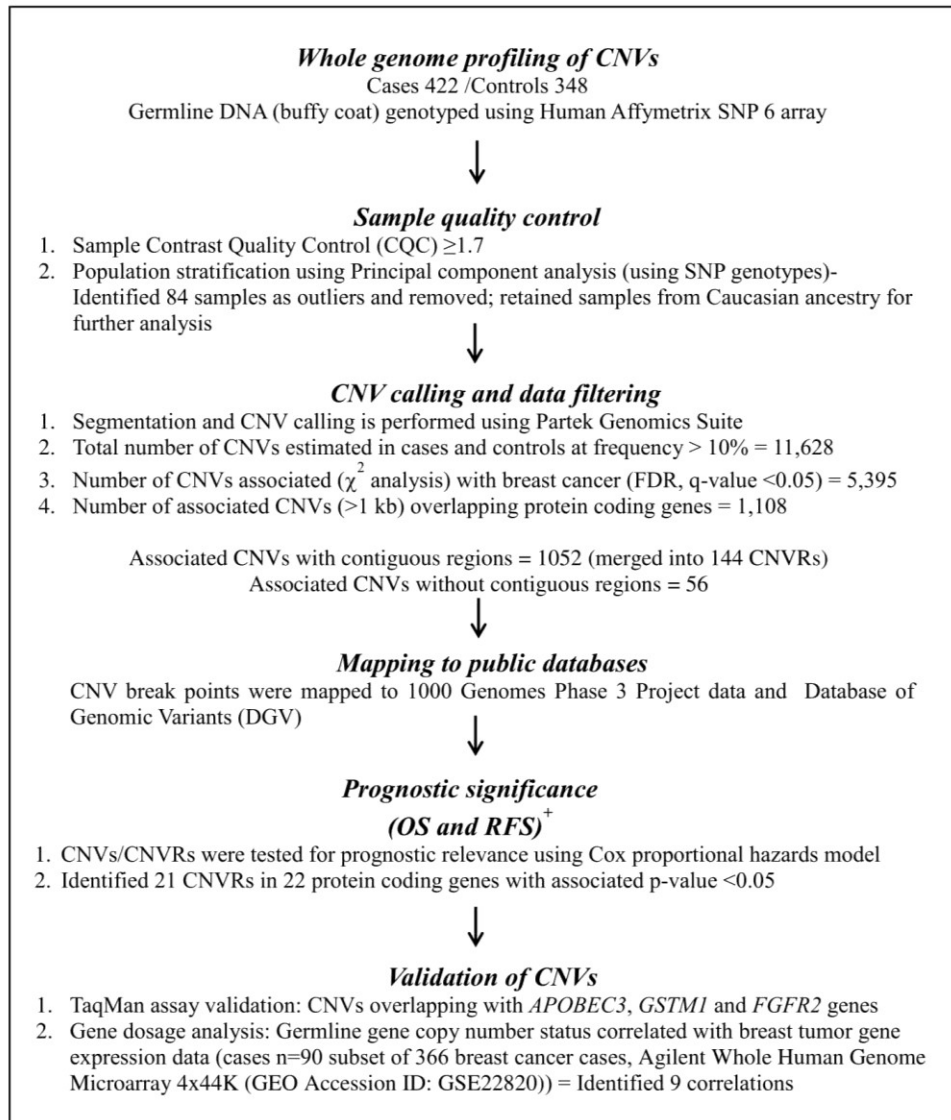 Whole genome profiling of CNVs
Cases 422 /Controls 348
Germline DNA (buffy coat) genotyped using Human Affymetrix SNP 6 array
Sample quality control
1. Sample Contrast Quality Control (CQC) ≥1.7
2. Population stratification using Principal component analysis (using SNP genotypes)-
Identified 84 samples as outliers and removed; retained samples from Caucasian ancestry for
further analysis
CNV calling and data filtering
1. Segmentation and CNV calling is performed using Partek Genomics Suite
2. Total number of CNVs estimated in cases and controls at frequency > 10% = 11,628
3. Number of CNVs associated (χ² analysis) with breast cancer (FDR, q-value <0.05) = 5,395
4. Number of associated CNVs (>1 kb) overlapping protein coding genes = 1,108
Associated CNVs with contiguous regions = 1052 (merged into 144 CNVRs)
Associated CNVs without contiguous regions = 56
Mapping to public databases
CNV break points were mapped to 1000 Genomes Phase 3 Project data and Database of
Genomic Variants (DGV)
Prognostic significance
(OS and RFS)⁺
1. CNVs/CNVRs were tested for prognostic relevance using Cox proportional hazards model
2. Identified 21 CNVRs in 22 protein coding genes with associated p-value <0.05
Validation of CNVs
1. TaqMan assay validation: CNVs overlapping with APOBEC3, GSTM1 and FGFR2 genes
2. Gene dosage analysis: Germline gene copy number status correlated with breast tumor gene
expression data (cases n=90 subset of 366 breast cancer cases, Agilent Whole Human Genome
Microarray 4x44K (GEO Accession ID: GSE22820)) = Identified 9 correlations